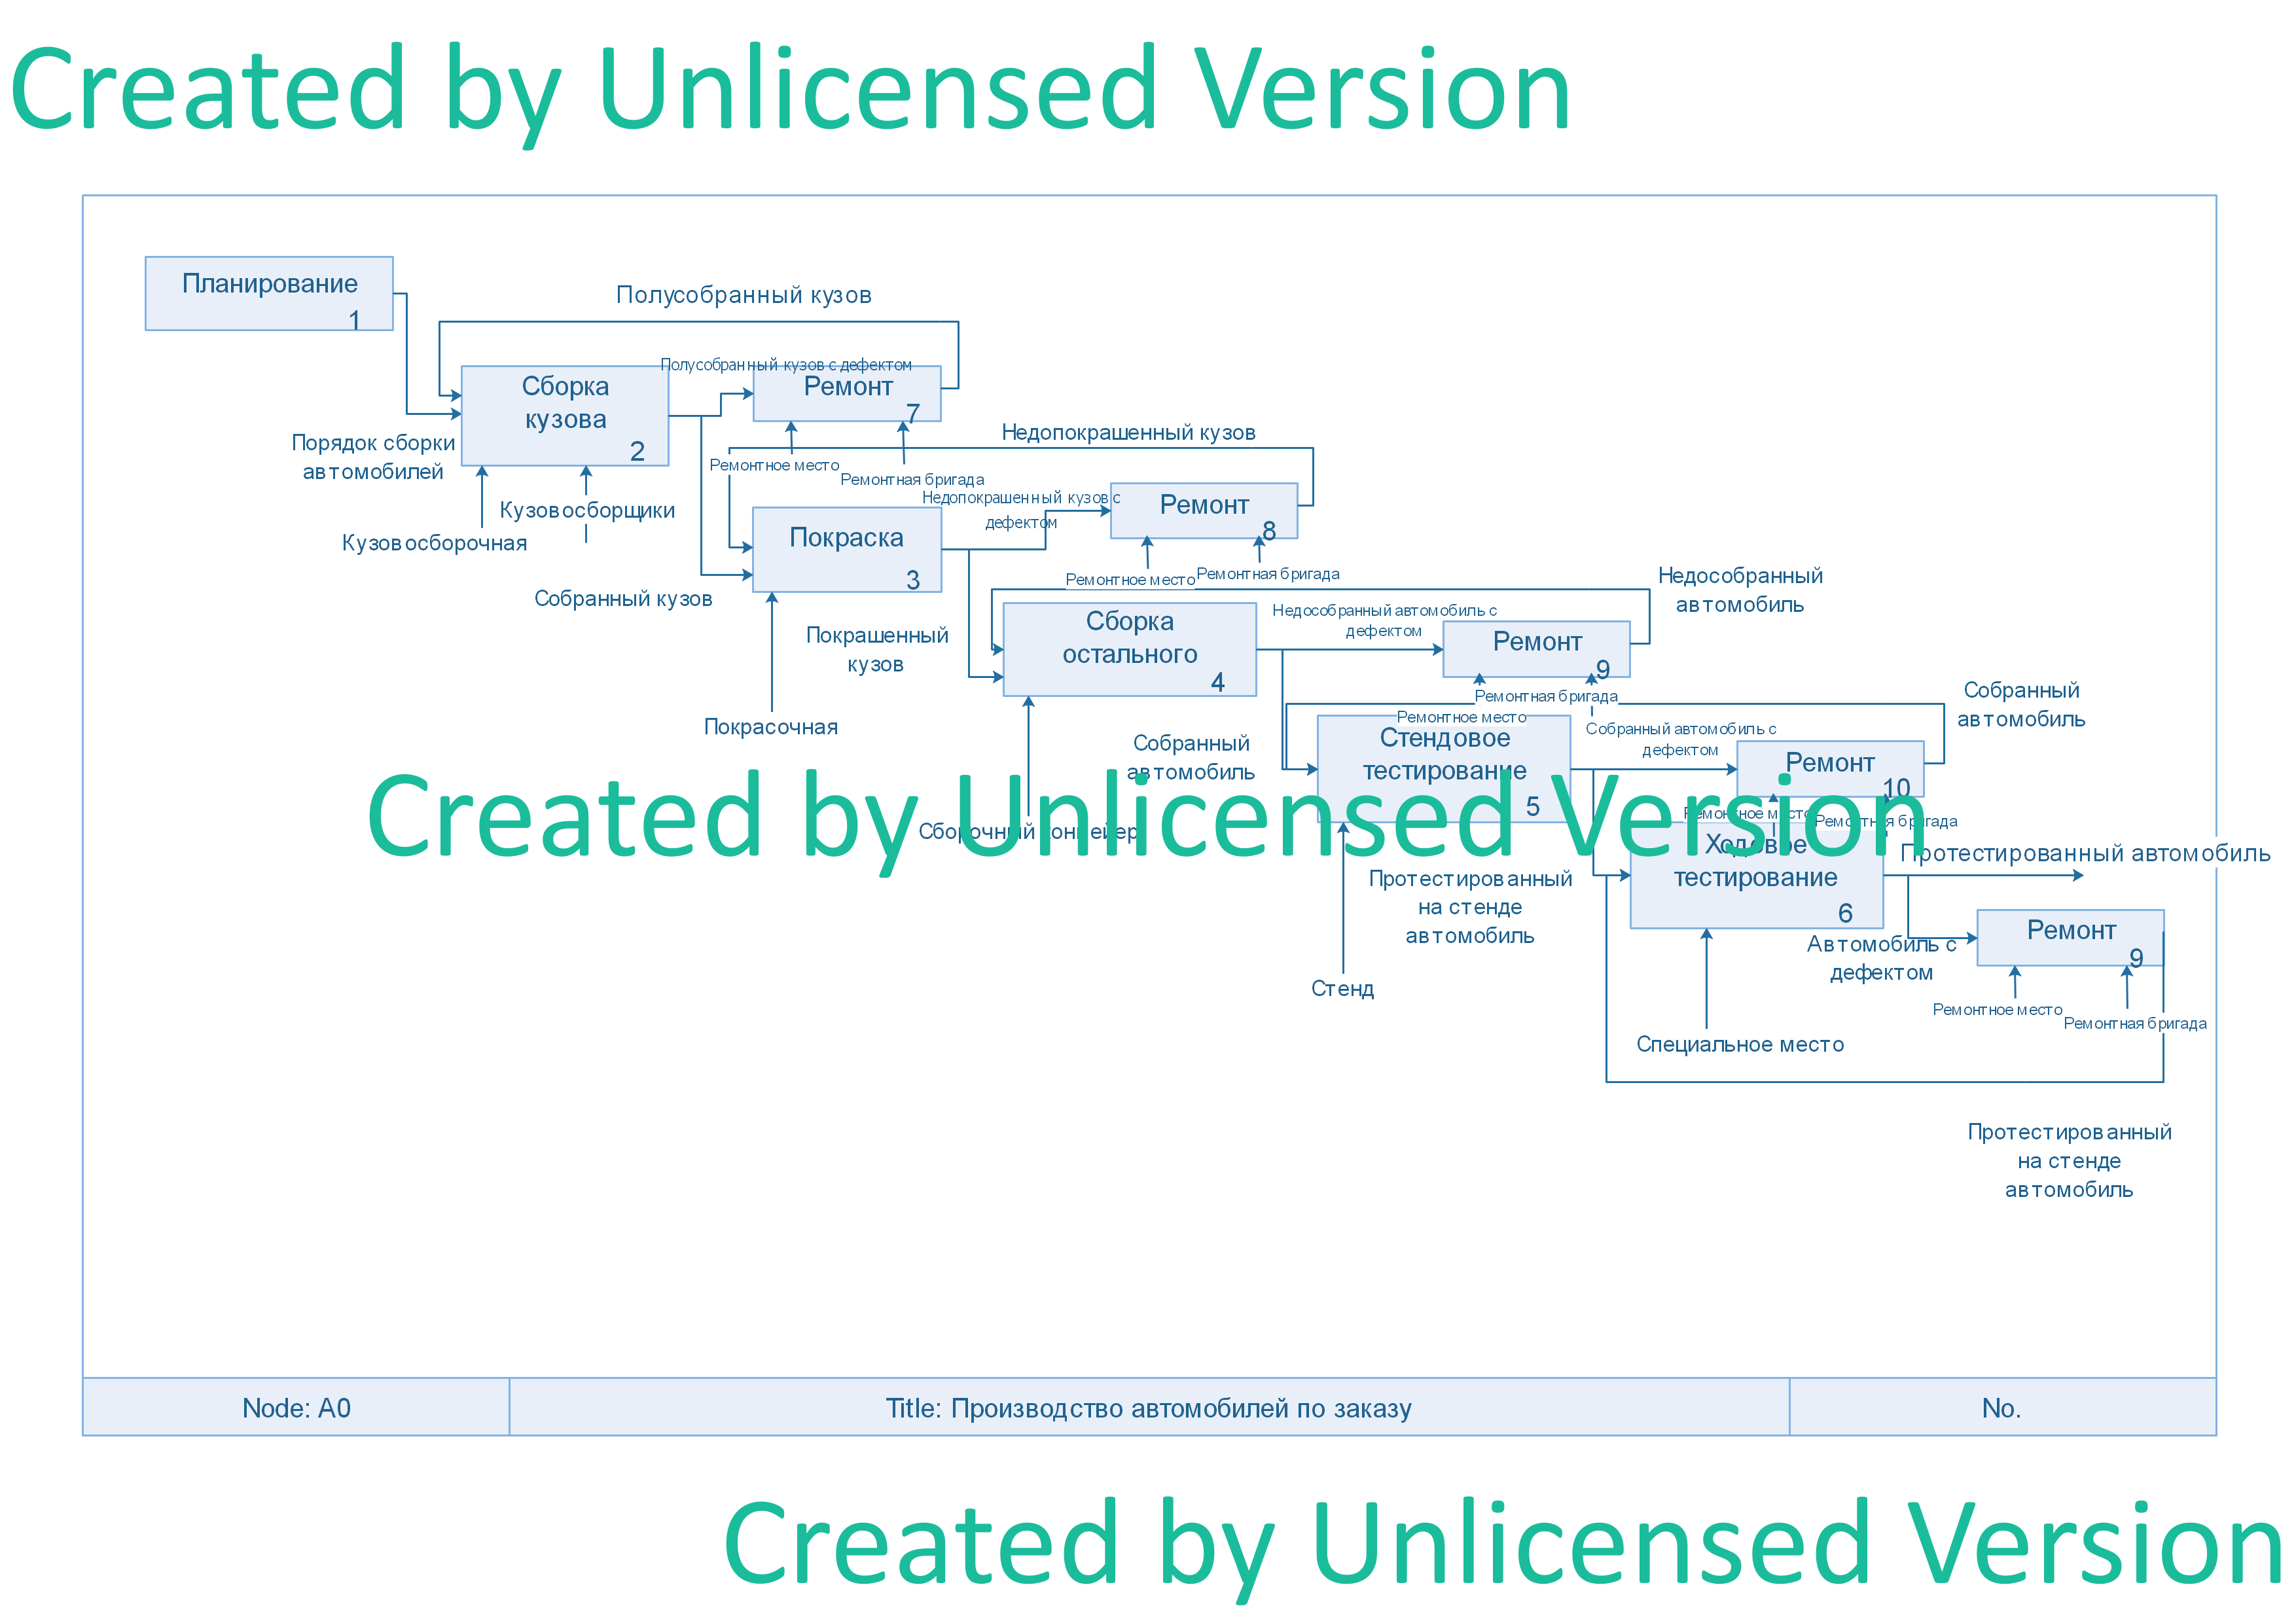 Created by Unlicensed Version
Планирование
1
Полусобранный кузов
Полусобранный кузов с дефектом
Сборка
кузова
2
Ремонт
7
Порядок сборки
автомобилей
Недопокрашенный кузов
Ремонтное место
Ремонтная бригада
Кузовосборщики
Кузовосборочная
Недопокрашенный кузов с
дефектом
Ремонт
8
Покраска
3
Собранный кузов
Ремонтное место
Ремонтная бригада
Недособранный
автомобиль
Покрашенный
кузов
Сборка
остального
4
Недособранный автомобиль с
дефектом
Ремонт
9
Покрасочная
Ремонтная бригада
Ремонтное место
Собранный
автомобиль
Собранный
автомобиль
Стендовое
тестирование
5
Собранный автомобиль с
дефектом
Ремонт
10
Created by Unlicensed Version
Сборочный конвейер
Ремонтное место
Ремонтная бригада
Ходовое
тестирование
6
Протестированный автомобиль
Протестированный
на стенде
автомобиль
Автомобиль с
дефектом
Ремонт
9
Стенд
Ремонтное место
Ремонтная бригада
Специальное место
Протестированный
на стенде
автомобиль
Node: A0
Title: Производство автомобилей по заказу
No.
Created by Unlicensed Version